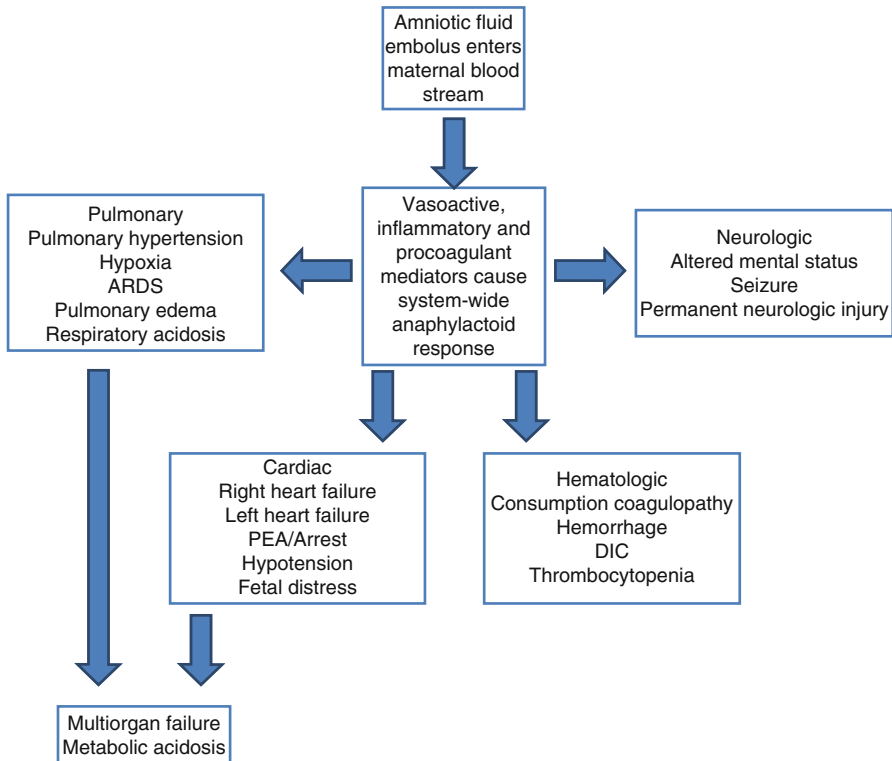 Amniotic fluid
embolus enters
maternal blood
stream
Pulmonary
Pulmonary hypertension
Hypoxia
ARDS
Pulmonary edema
Respiratory acidosis
Vasoactive,
inflammatory and
procoagulant
mediators cause
system-wide
anaphylactoid
response
Neurologic
Altered mental status
Seizure
Permanent neurologic injury
Cardiac
Right heart failure
Left heart failure
PEA/Arrest
Hypotension
Fetal distress
Hematologic
Consumption coagulopathy
Hemorrhage
DIC
Thrombocytopenia
Multiorgan failure
Metabolic acidosis